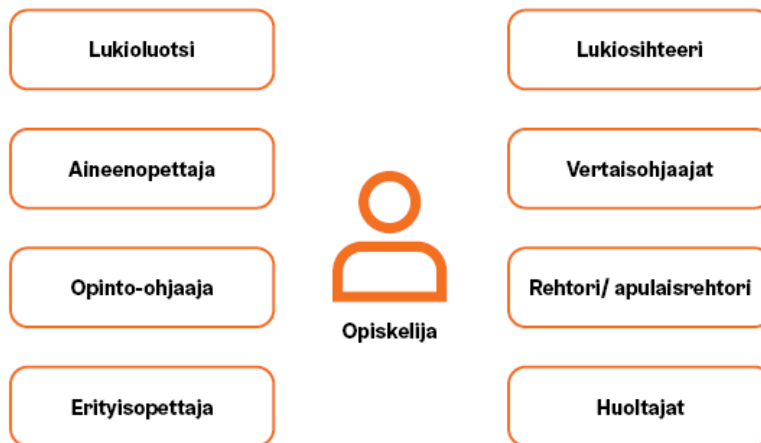 Lukioluotsi
Lukiosihteeri
Aineenopettaja
Vertaisohjaajat
Opinto-ohjaaja
Rehtori/ apulaisrehtori
Opiskelija
Erityisopettaja
Huoltajat